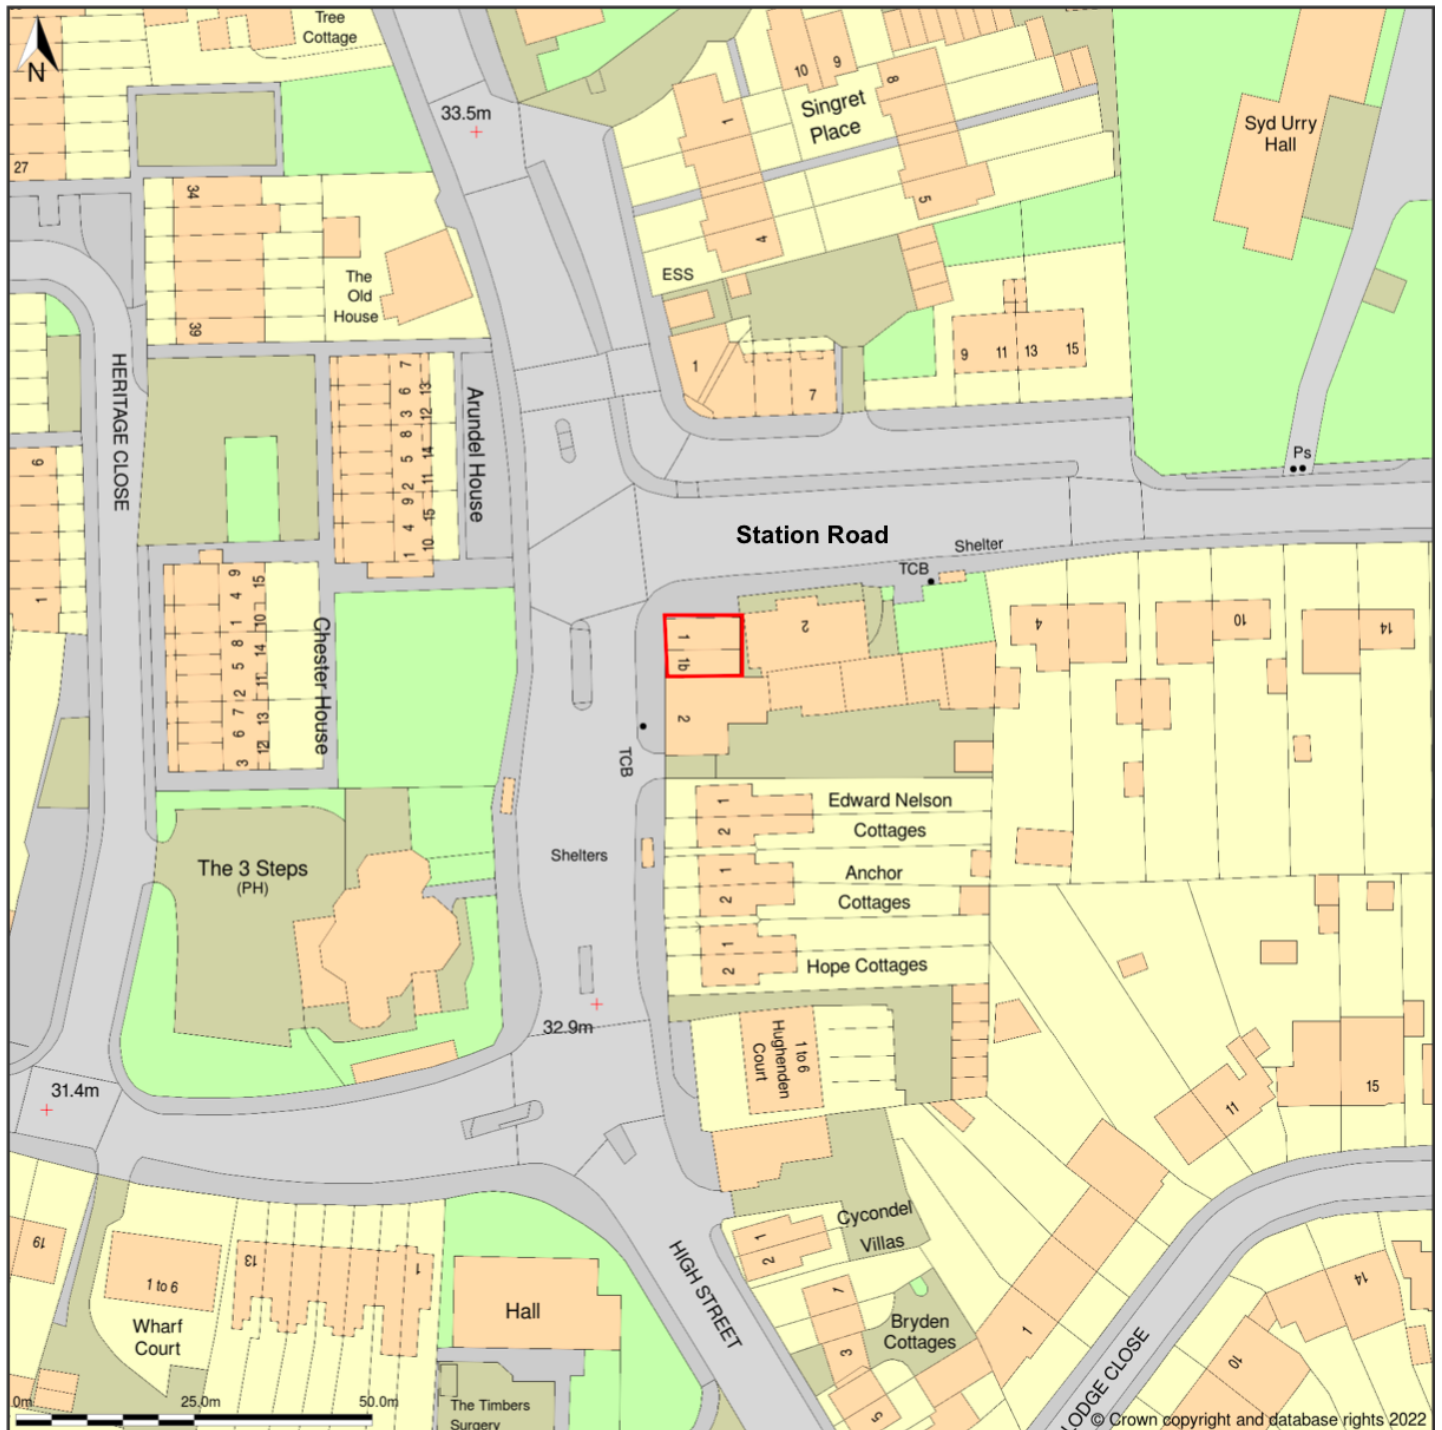 Tree
Cottage
N
33.5m
10
9
8
1
Singret
Place
Syd Urry
Hall
27
34
5
4
The
Old
House
ESS
39
HERITAGE CLOSE
7
6
3
8
5
2
9
4
1
13
12
14
11
15
10
Arundel House
1
7
9
11
13
15
Ps
6
1
Station Road
Shelter
TCB
9
4
1
8
5
2
7
6
3
15
10
14
11
13
12
Chester House
1
1b
2
2
4
10
14
TCB
The 3 Steps
(PH)
Shelters
1
2
Edward Nelson
Cottages
1
2
Anchor
Cottages
1
2
Hope Cottages
32.9m
1 to 6
Hughenden
Court
31.4m
11
15
19
1 to 6
Wharf
Court
13
1
Hall
HIGH STREET
Cycondel
Villas
1
2
1
3
5
Bryden
Cottages
1
14
10
LODGE CLOSE
0m
25.0m
50.0m
The Timbers
Surgery
© Crown copyright and database rights 2022